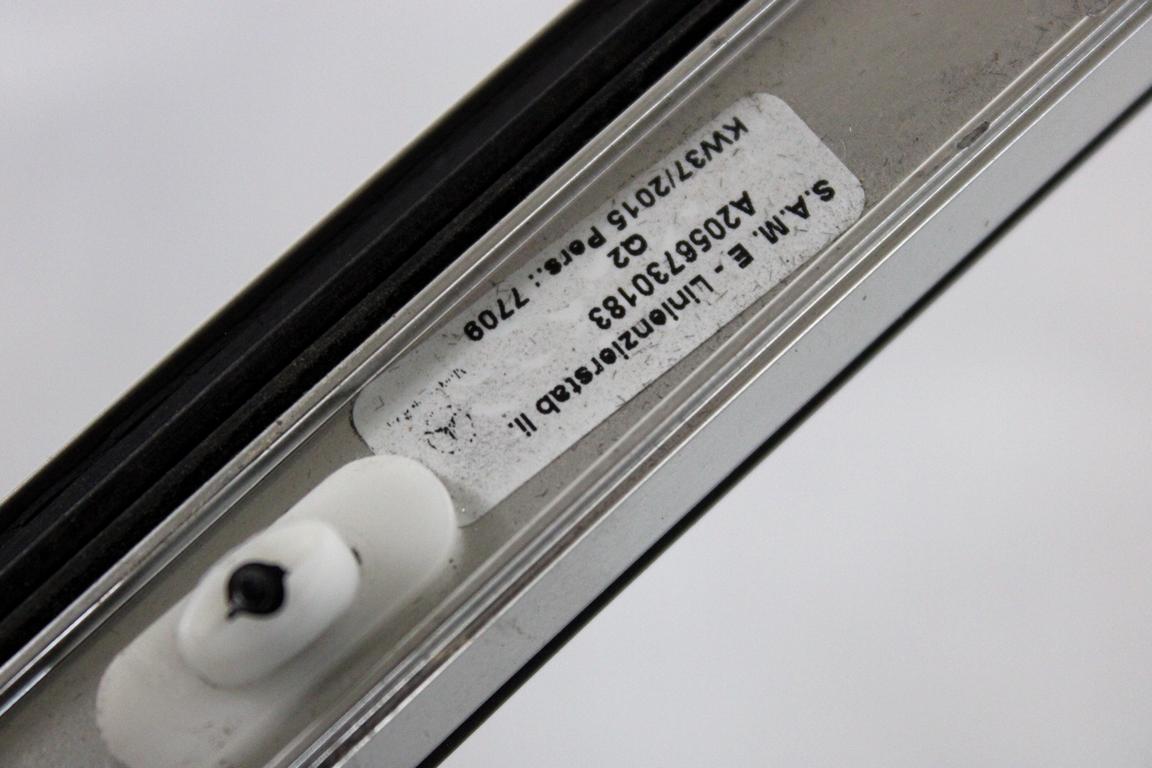 S.A.M. E - Linienzierstab li.
A2056730183
Q2
KW37/2015 Pers.: 7709